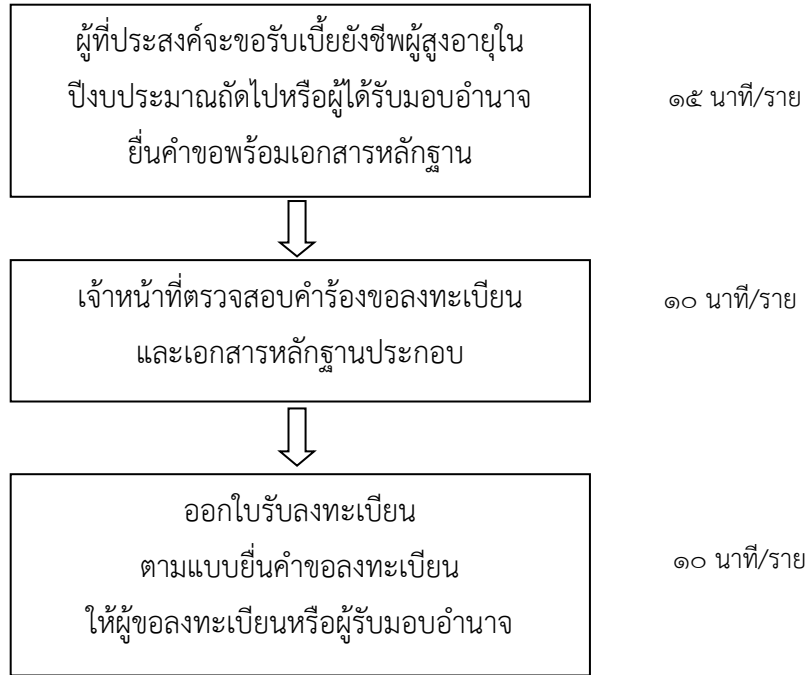 ผู้ที่ประสงค์จะขอรับเบี้ยยังชีพผู้สูงอายุใน
ปีงบประมาณถัดไปหรือผู้ได้รับมอบอำนาจ
ยื่นคำขอพร้อมเอกสารหลักฐาน
๑๕ นาที/ราย
เจ้าหน้าที่ตรวจสอบคำร้องขอลงทะเบียน
และเอกสารหลักฐานประกอบ
๑๐ นาที/ราย
ออกใบรับลงทะเบียน
ตามแบบยื่นคำขอลงทะเบียน
ให้ผู้ขอลงทะเบียนหรือผู้รับมอบอำนาจ
๑๐ นาที/ราย